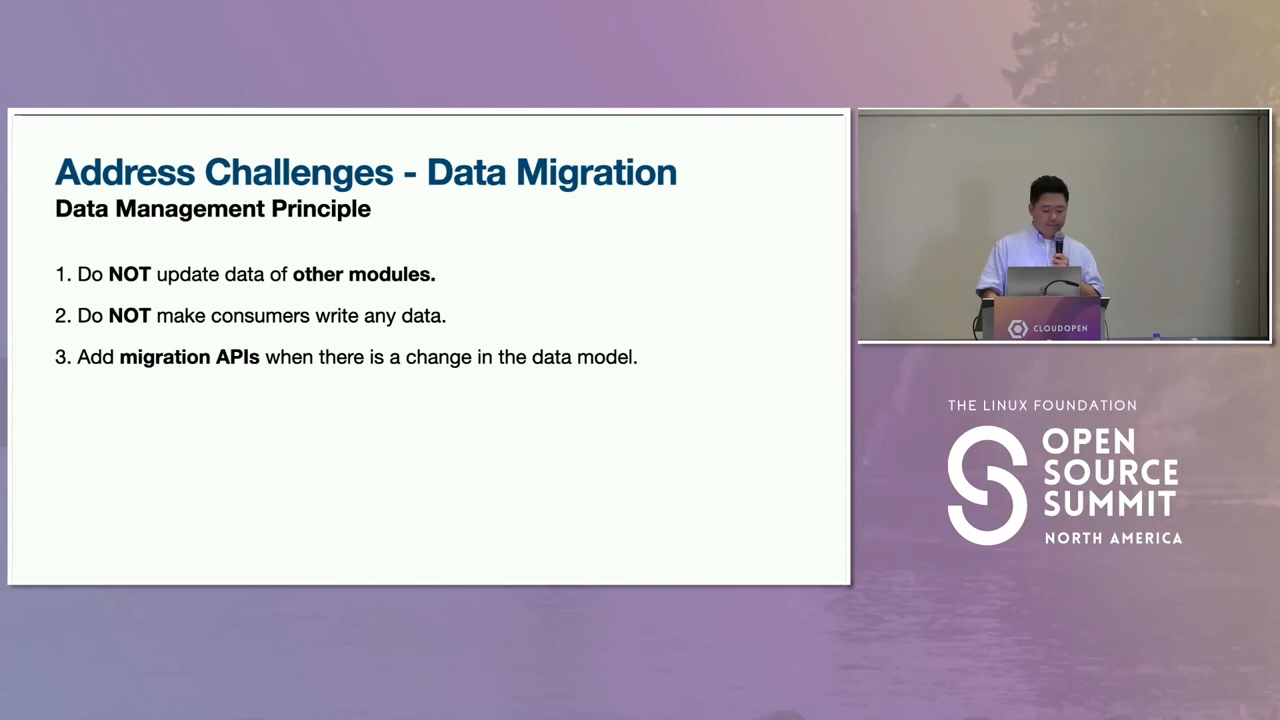 Address Challenges - Data Migration
Data Management Principle
1. Do NOT update data of other modules.
2. Do NOT make consumers write any data.
3. Add migration APIs when there is a change in the data model.
CLOUDOPEN
THE LINUX FOUNDATION
OPEN
SOURCE
SUMMIT
NORTH AMERICA